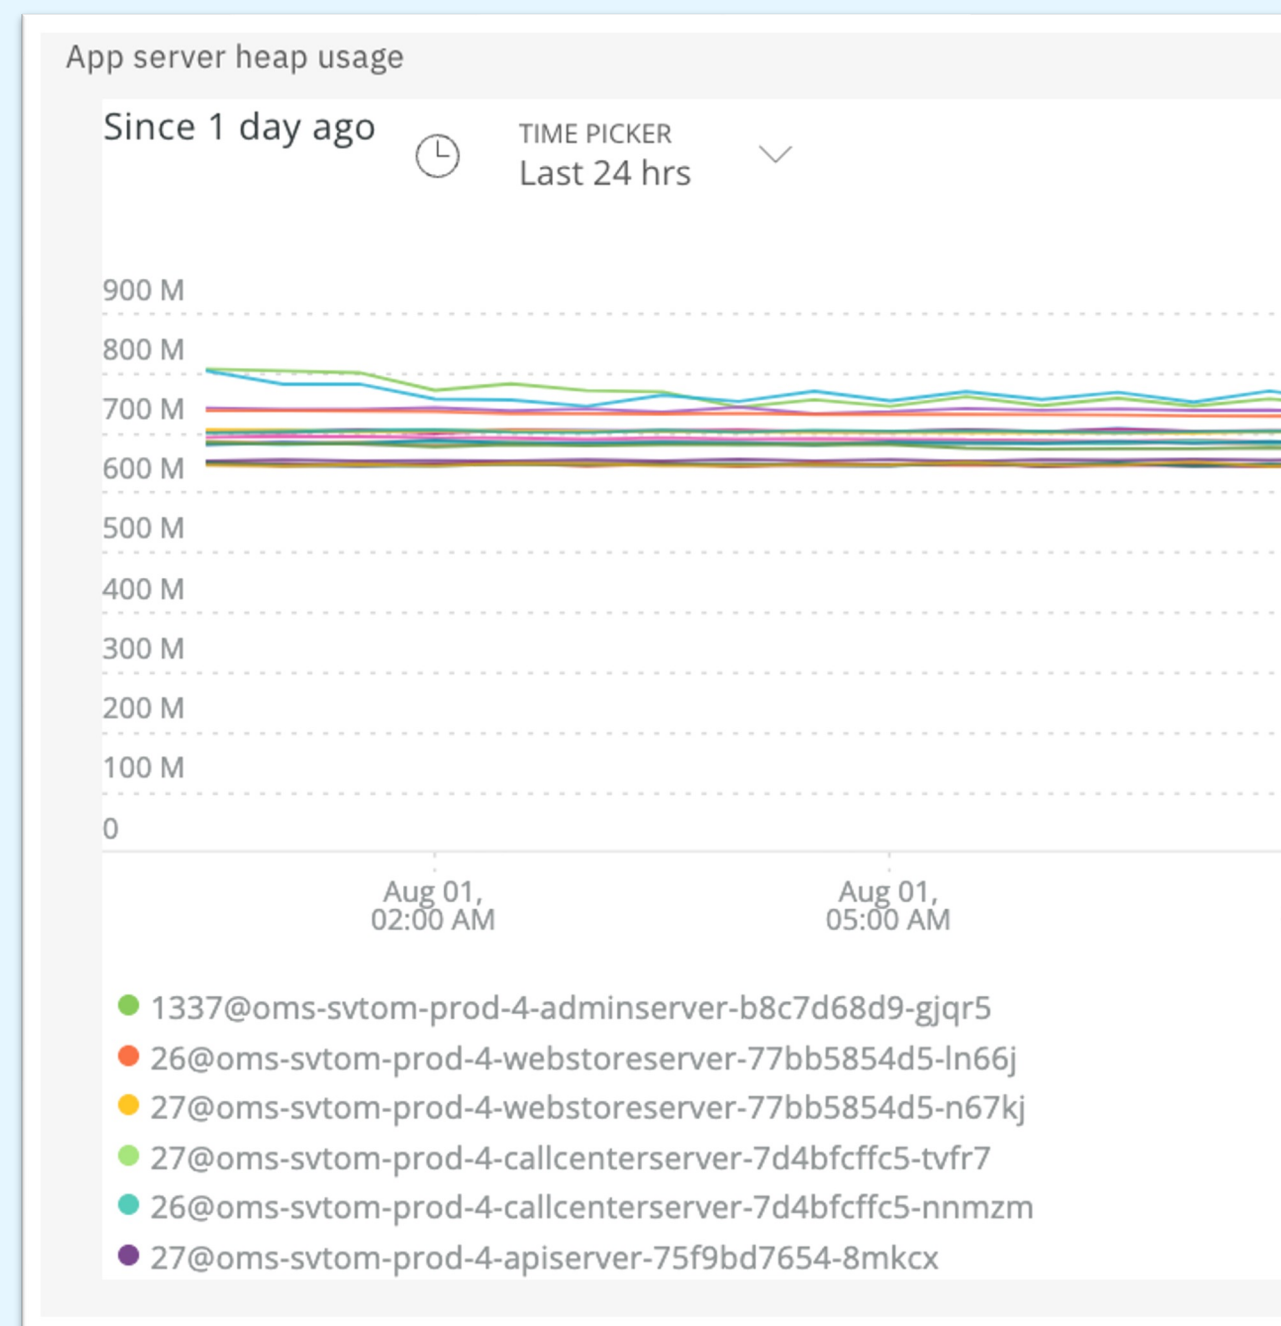 App server heap usage
Since 1 day ago
TIME PICKER
Last 24 hrs
900 M
800 M
700 M
600 M
500 M
400 M
300 M
200 M
100 M
0
Aug 01,
02:00 AM
Aug 01,
05:00 AM
1337@oms-svtom-prod-4-adminserver-b8c7d68d9-gjqr5
26@oms-svtom-prod-4-webstoreserver-77bb5854d5-ln66j
27@oms-svtom-prod-4-webstoreserver-77bb5854d5-n67kj
27@oms-svtom-prod-4-callcenterserver-7d4bfcffc5-tvfr7
26@oms-svtom-prod-4-callcenterserver-7d4bfcffc5-nnmzm
27@oms-svtom-prod-4-apiserver-75f9bd7654-8mkcx